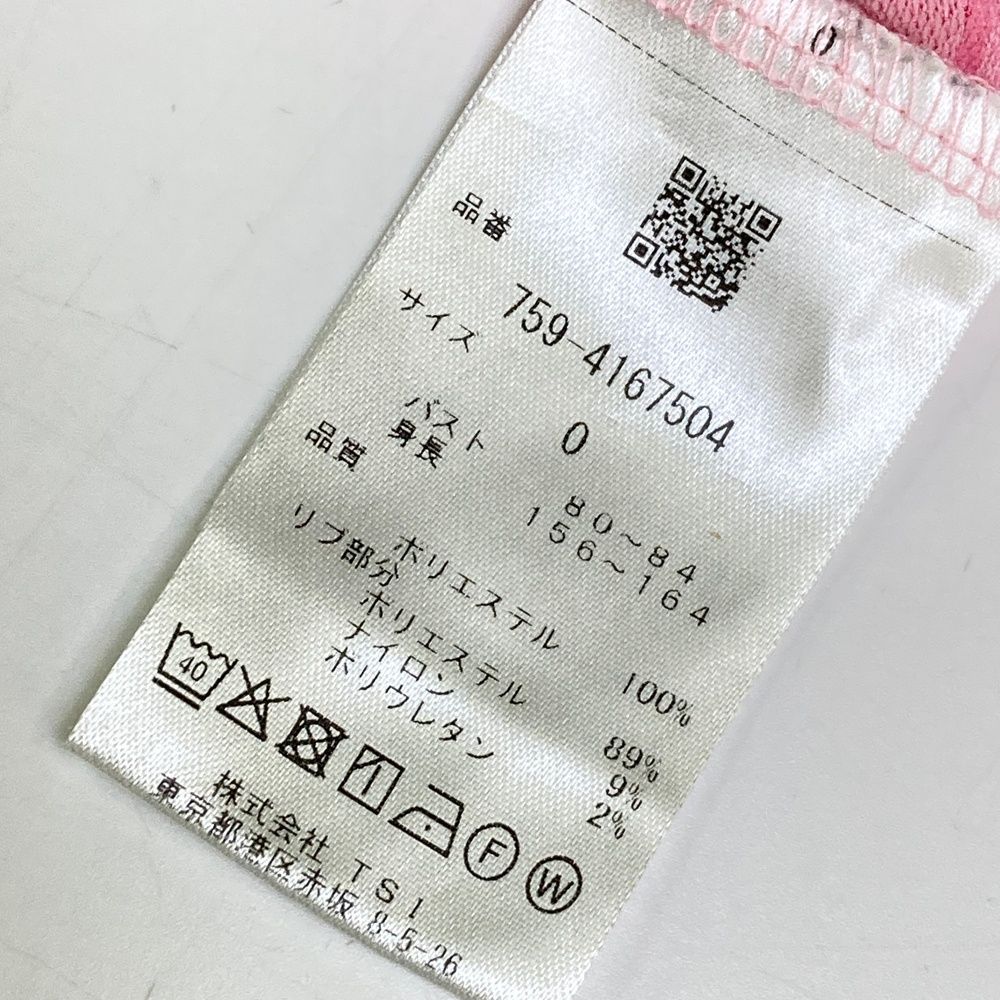 0
品番
759-4167504
サイズ
0
バスト 80～84
身長 156～164
品質
ポリエステル 100%
リブ部分
ポリエステル 89%
ナイロン 9%
ポリウレタン 2%
40
F
W
株式会社 TSI
東京都港区赤坂 8-5-26